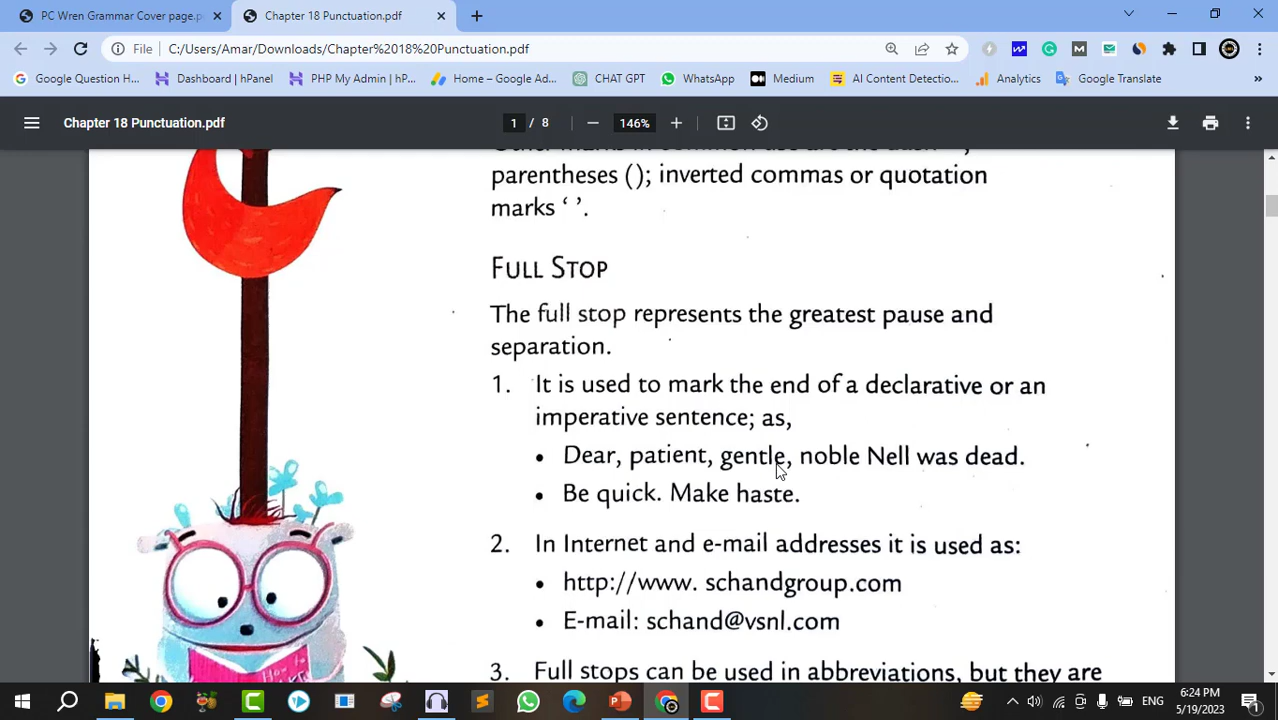 PC Wren Grammar Cover page.p
Chapter 18 Punctuation.pdf
File
C:/Users/Amar/Downloads/Chapter%2018%20Punctuation.pdf
Google Question H...
Dashboard | hPanel
PHP My Admin | hP...
Home – Google Ad...
CHAT GPT
WhatsApp
Medium
AI Content Detectio...
Analytics
Google Translate
»
Chapter 18 Punctuation.pdf
1 / 8
146%
parentheses (); inverted commas or quotation
marks ‘ ’.
FULL STOP
The full stop represents the greatest pause and
separation.
1. It is used to mark the end of a declarative or an
imperative sentence; as,
• Dear, patient, gentle, noble Nell was dead.
• Be quick. Make haste.
2. In Internet and e-mail addresses it is used as:
• http://www. schandgroup.com
• E-mail: schand@vsnl.com
3. Full stops can be used in abbreviations, but they are
ENG
6:24 PM
5/19/2023